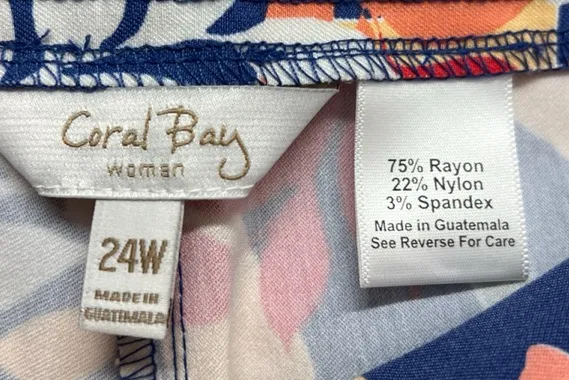 Coral Bay
woman
24W
MADE IN
GUATEMALA
75% Rayon
22% Nylon
3% Spandex
Made in Guatemala
See Reverse For Care